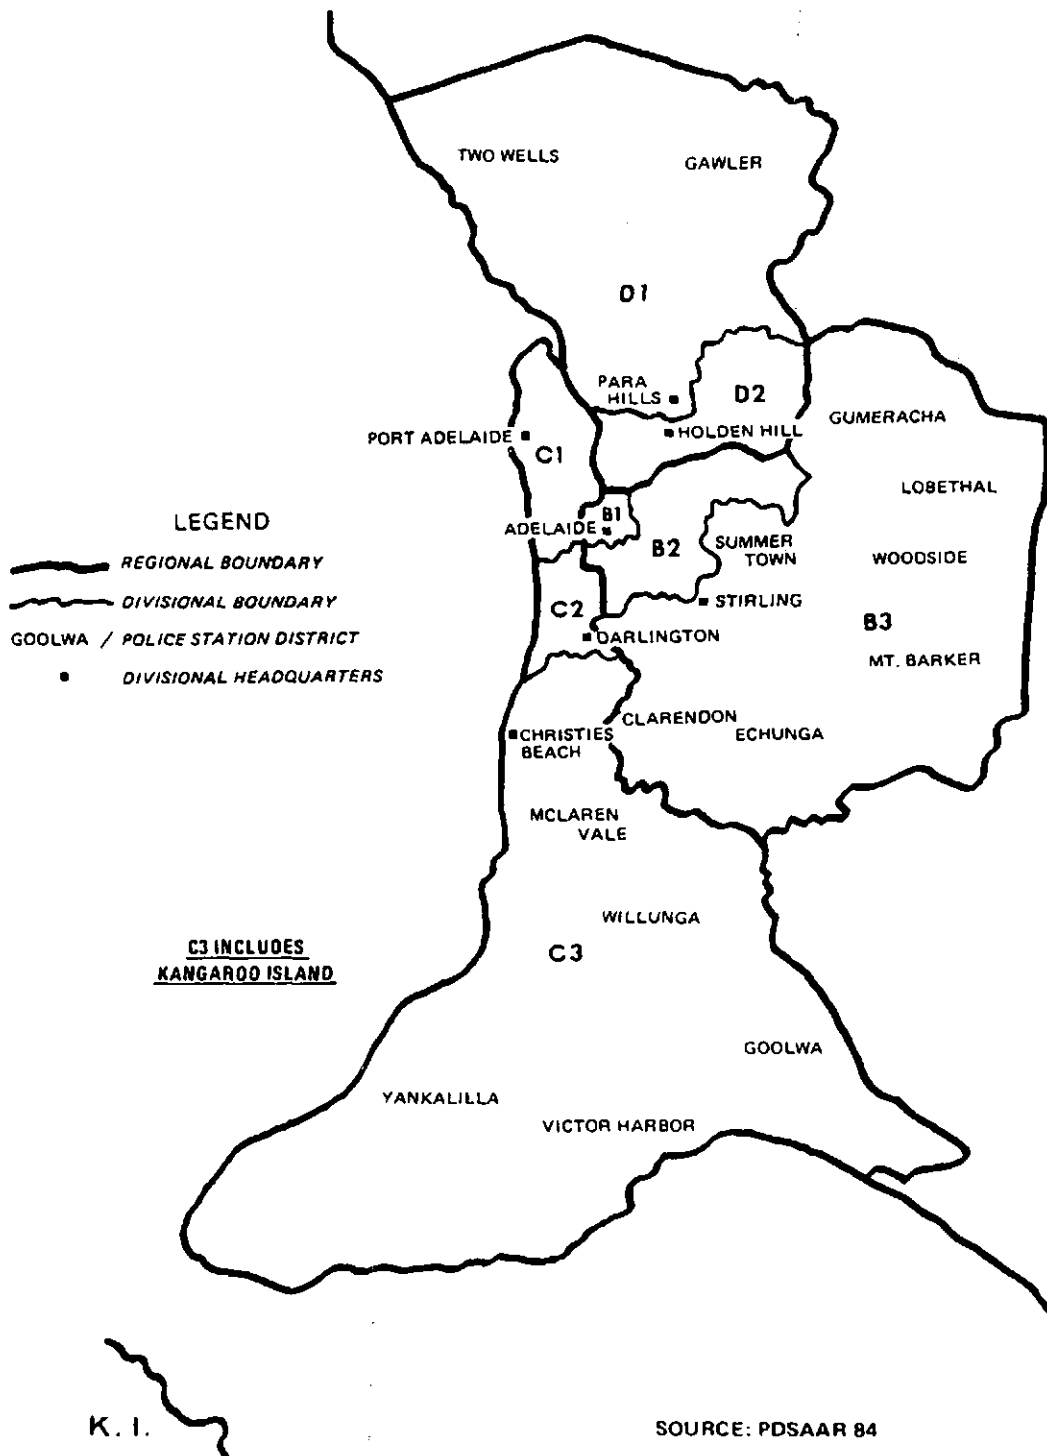 TWO WELLS
GAWLER
D1
PARA
HILLS
D2
GUMERACHA
PORT ADELAIDE
HOLDEN HILL
C1
LOBETHAL
LEGEND
ADELAIDE
B1
REGIONAL BOUNDARY
B2
SUMMER
TOWN
WOODSIDE
DIVISIONAL BOUNDARY
C2
STIRLING
B3
GOOLWA / POLICE STATION DISTRICT
DARLINGTON
MT. BARKER
DIVISIONAL HEADQUARTERS
CLARENDON
ECHUNGA
CHRISTIES
BEACH
MCLAREN
VALE
WILLUNGA
C3 INCLUDES
KANGAROO ISLAND
C3
GOOLWA
YANKALILLA
VICTOR HARBOR
K. I.
SOURCE: PDSAAR 84